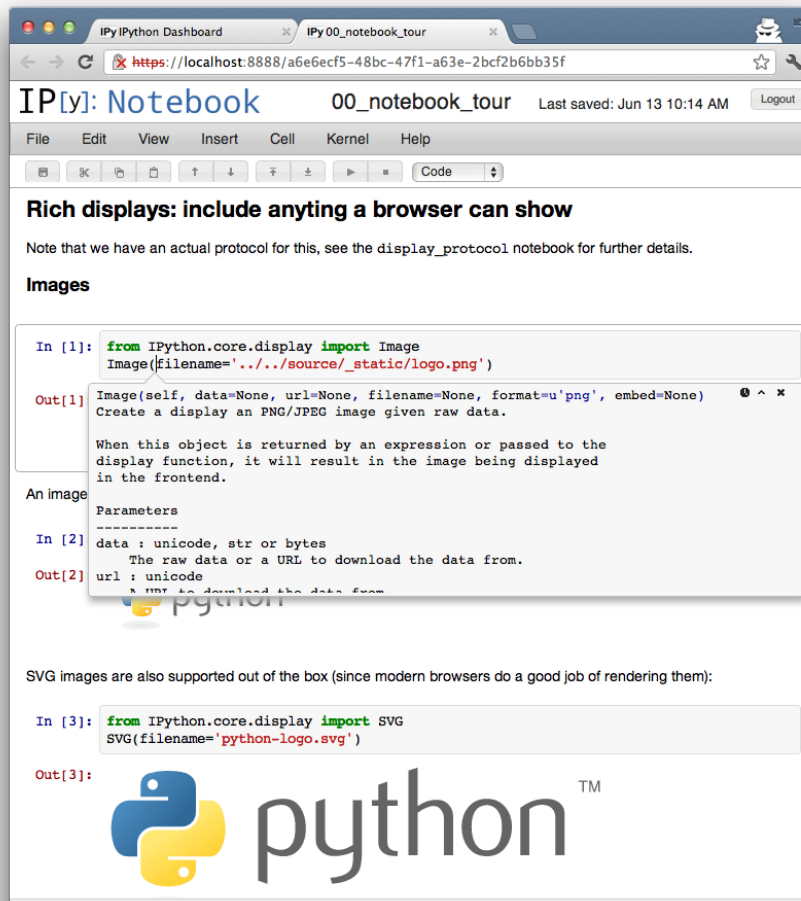 IPy IPython Dashboard
IPy 00_notebook_tour
https://localhost:8888/a6e6ecf5-48bc-47f1-a63e-2bcf2b6bb35f
IP[y]: Notebook
00_notebook_tour
Last saved: Jun 13 10:14 AM
Logout
File Edit View Insert Cell Kernel Help
Code
Rich displays: include anyting a browser can show
Note that we have an actual protocol for this, see the display_protocol notebook for further details.
Images
In [1]: from IPython.core.display import Image
Image(filename='../../source/_static/logo.png')
Out[1]
Image(self, data=None, url=None, filename=None, format=u'png', embed=None)
Create a display an PNG/JPEG image given raw data.
When this object is returned by an expression or passed to the
display function, it will result in the image being displayed
in the frontend.
An image
Parameters
----------
In [2]
data : unicode, str or bytes
The raw data or a URL to download the data from.
Out[2]
url : unicode
A URL to download the data from
python
SVG images are also supported out of the box (since modern browsers do a good job of rendering them):
In [3]: from IPython.core.display import SVG
SVG(filename='python-logo.svg')
Out[3]:
python TM